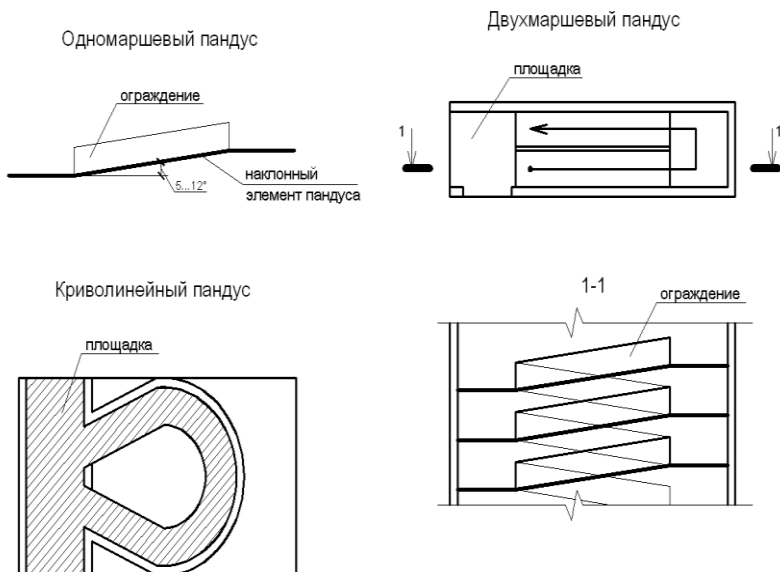 Одномаршевый пандус
ограждение
5...12°
наклонный
элемент пандуса
Двухмаршевый пандус
площадка
1
1
Криволинейный пандус
площадка
1-1
ограждение